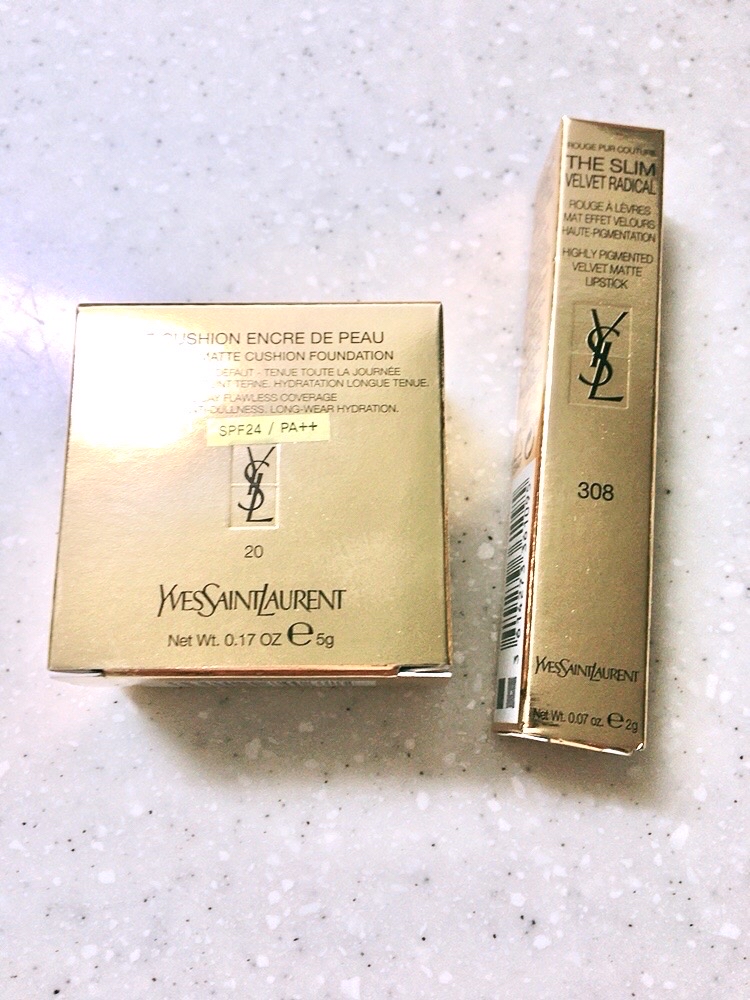 CUSHION ENCRE DE PEAU
MATTE CUSHION FOUNDATION
DÉFAUT - TENUE TOUTE LA JOURNÉE
TERNE. HYDRATATION LONGUE TENUE.
FLAWLESS COVERAGE
DULLNESS. LONG-WEAR HYDRATION.
SPF24 / PA++
YSL
20
YVESSAINTLAURENT
Net Wt. 0.17 OZ e 5g
ROUGE PUR COUTURE
THE SLIM
VELVET RADICAL
ROUGE À LÈVRES
MAT EFFET VELOURS
HAUTE-PIGMENTATION
HIGHLY PIGMENTED
VELVET MATTE
LIPSTICK
YSL
308
YVESSAINTLAURENT
Net Wt. 0.07 oz. e 2g